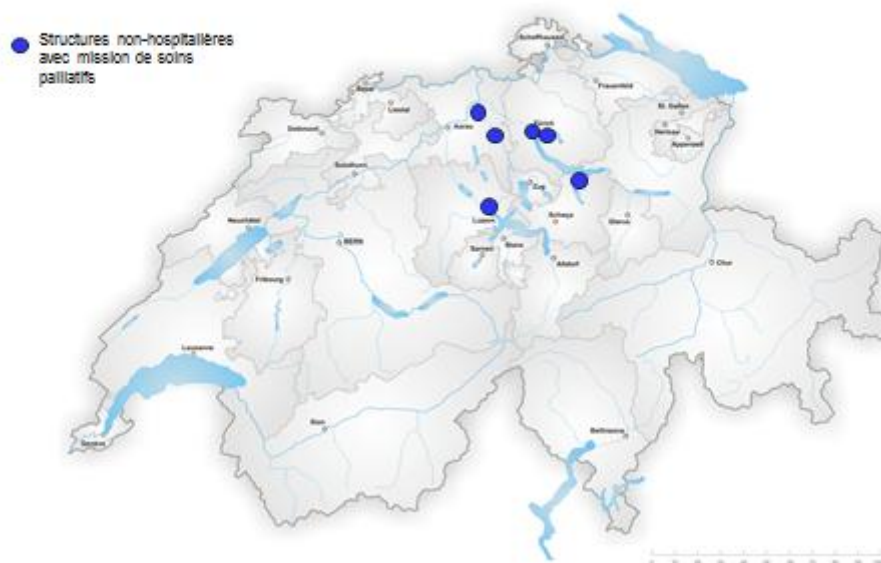 Structures non-hospitalières
avec mission de soins
palliatifs
Schaffhausen
Frauenfeld
Basel
Liestal
St. Gallen
Zürich
Aarau
Herisau
Delémont
Appenzell
Solothurn
Zug
Neuchâtel
Luzern
Schwyz
Glarus
BERN
Stans
Sarnen
Altdorf
Chur
Fribourg
Lausanne
Sion
Bellinzona
Genève